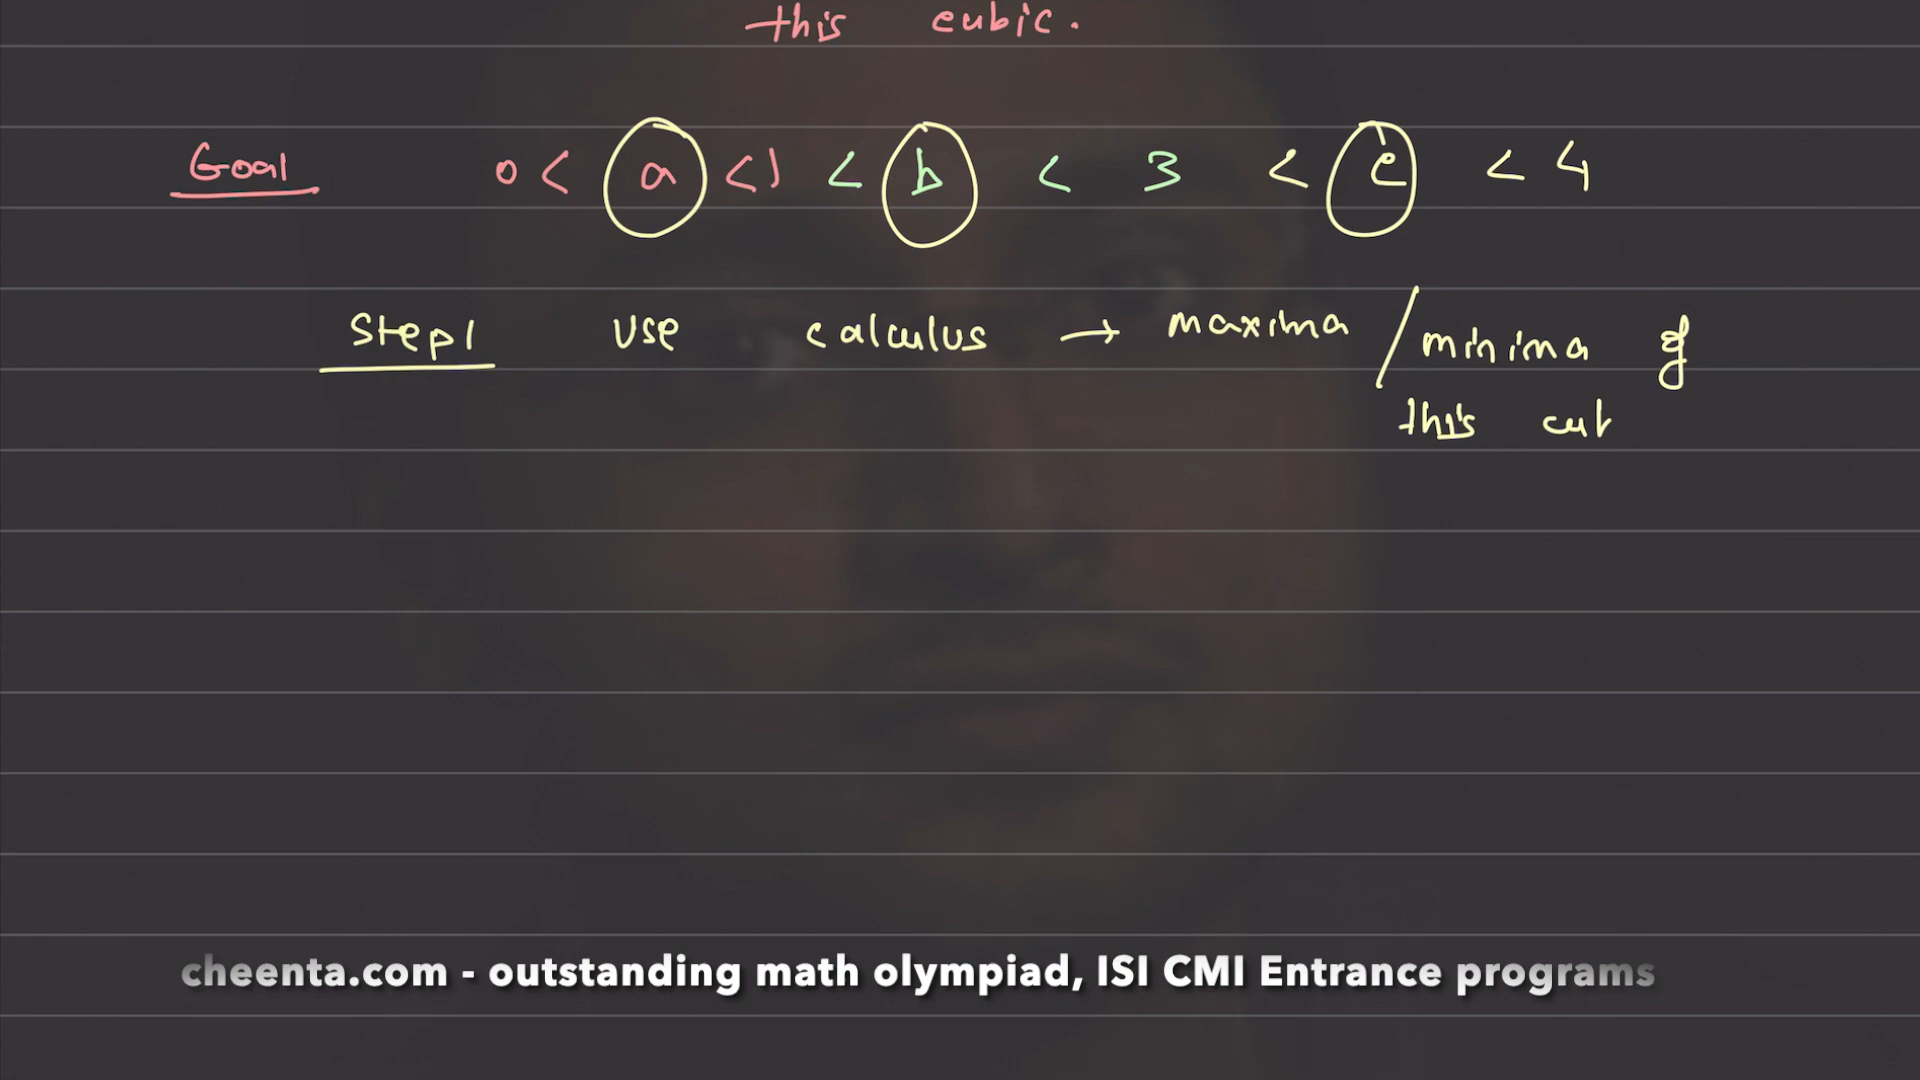 this cubic.
Goal 0 < a < 1 < b < 3 < c < 4
Step 1 use calculus → maxima / minima of
this cub
cheenta.com - outstanding math olympiad, ISI CMI Entrance programs